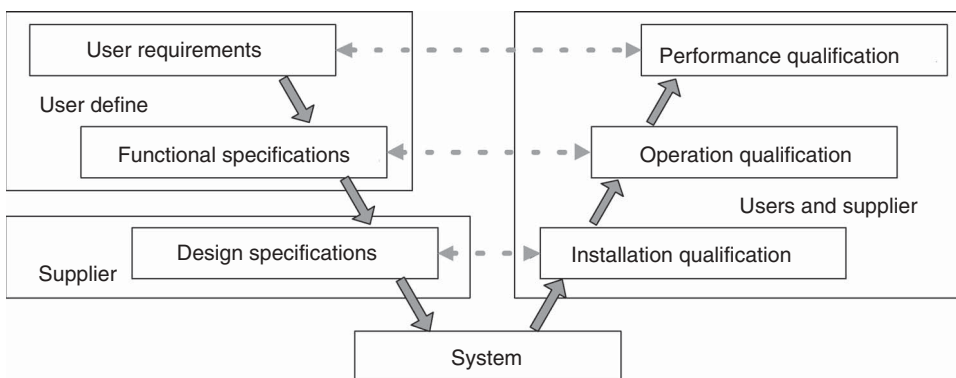 User requirements
Performance qualification
User define
Functional specifications
Operation qualification
Users and supplier
Design specifications
Installation qualification
Supplier
System